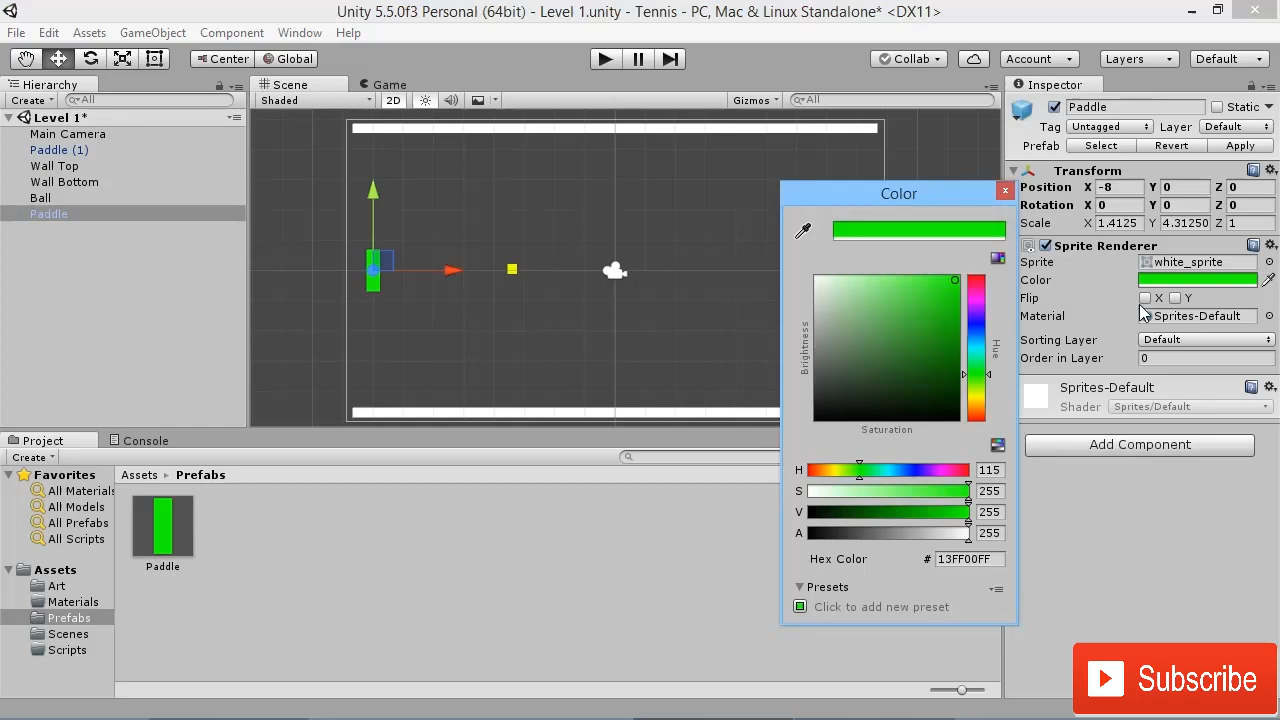 Unity 5.5.0f3 Personal (64bit) - Level 1.unity - Tennis - PC, Mac & Linux Standalone* <DX11>
File Edit Assets GameObject Component Window Help
Center Global Collab Account Layers Default
Hierarchy Scene Game Inspector
Create All Shaded 2D Gizmos All
Level 1*
Main Camera
Paddle (1)
Wall Top
Wall Bottom
Ball
Paddle
Paddle Static
Tag Untagged Layer Default
Prefab Select Revert Apply
Transform
Position X -8 Y 0 Z 0
Rotation X 0 Y 0 Z 0
Scale X 1.4125 Y 4.31250 Z 1
Sprite Renderer
Sprite white_sprite
Color
Flip X Y
Material Sprites-Default
Sorting Layer Default
Order in Layer 0
Sprites-Default
Shader Sprites/Default
Add Component
Color
Brightness
Hue
Saturation
H 115
S 255
V 255
A 255
Hex Color # 13FF00FF
Presets
Click to add new preset
Project Console
Create
Favorites
All Materials
All Models
All Prefabs
All Scripts
Assets
Art
Materials
Prefabs
Scenes
Scripts
Assets Prefabs
Paddle
Subscribe